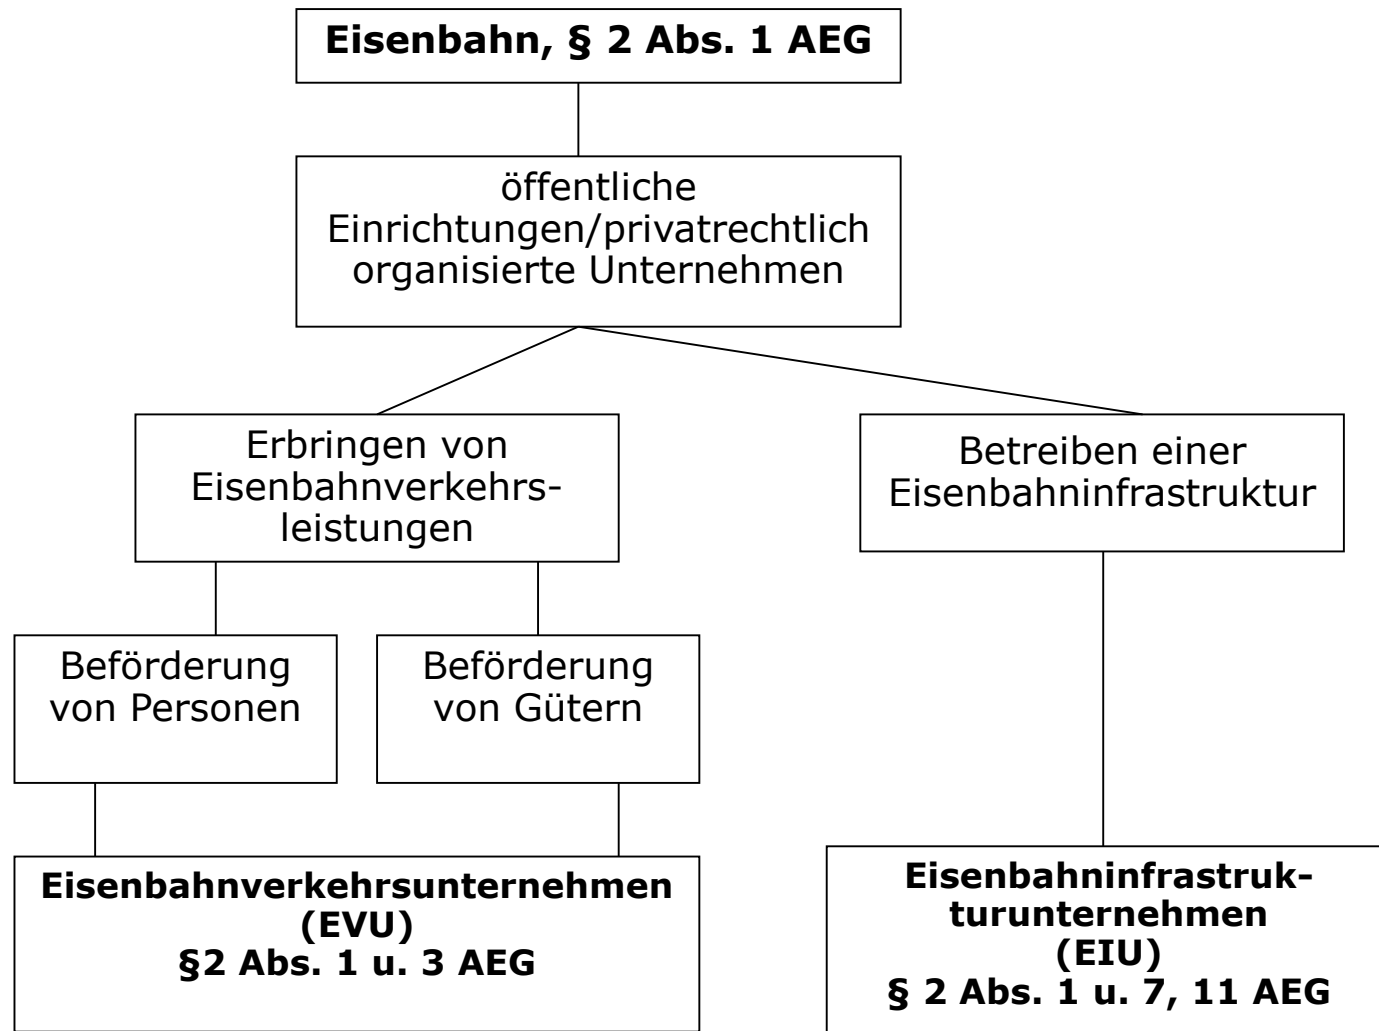 Eisenbahn, § 2 Abs. 1 AEG
öffentliche
Einrichtungen/privatrechtlich
organisierte Unternehmen
Erbringen von
Eisenbahnverkehrs-
leistungen
Betreiben einer
Eisenbahninfrastruktur
Beförderung
von Personen
Beförderung
von Gütern
Eisenbahnverkehrsunternehmen
(EVU)
§2 Abs. 1 u. 3 AEG
Eisenbahninfrastruk-
turunternehmen
(EIU)
§ 2 Abs. 1 u. 7, 11 AEG